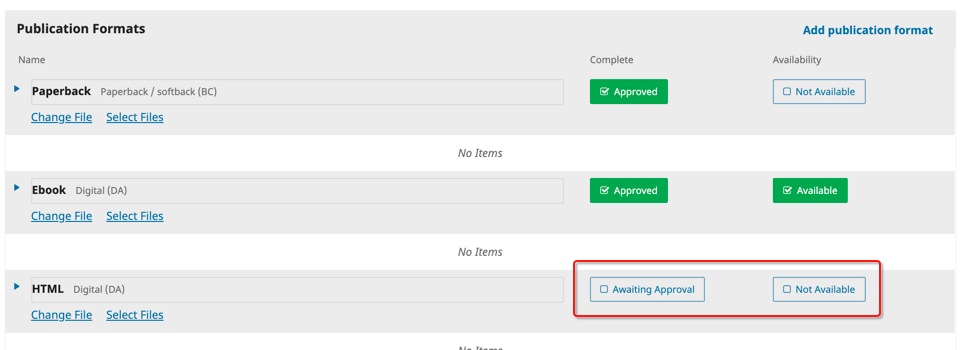 Publication Formats Add publication format
Name Complete Availability
Paperback Paperback / softback (BC) Approved Not Available
Change File Select Files
No Items
Ebook Digital (DA) Approved Available
Change File Select Files
No Items
HTML Digital (DA) Awaiting Approval Not Available
Change File Select Files
No Items